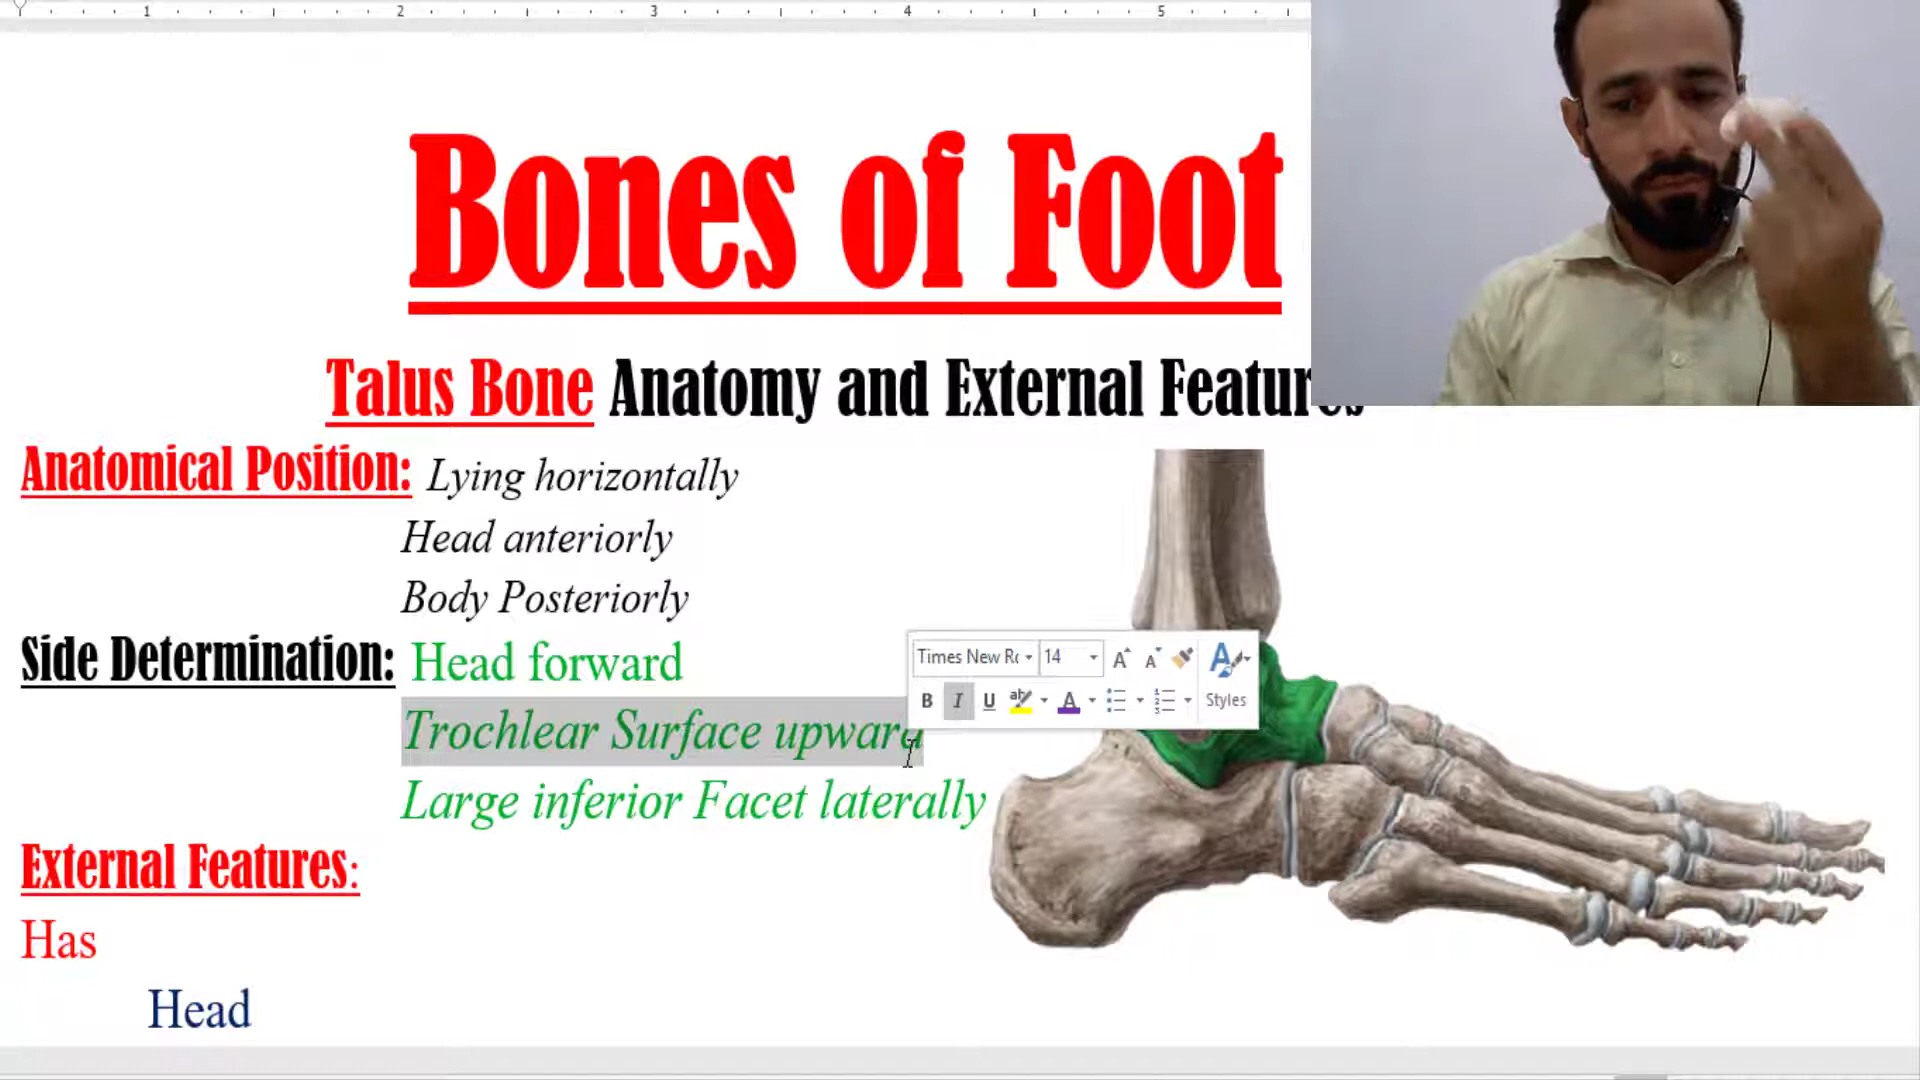 1 2 3 4 5
Bones of Foot
Talus Bone Anatomy and External Features
Anatomical Position: Lying horizontally
Head anteriorly
Body Posteriorly
Side Determination: Head forward
Trochlear Surface upward
Large inferior Facet laterally
External Features:
Has
Head
Times New Ro 14
B I U
Styles